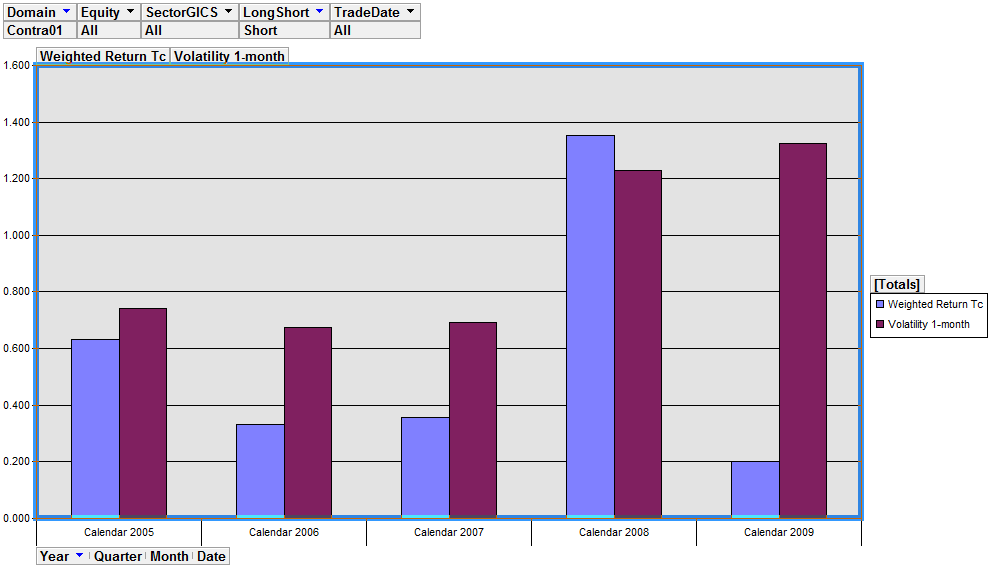 Domain Equity SectorGICS LongShort TradeDate
Contra01 All All Short All
Weighted Return Tc Volatility 1-month
1.600
1.400
1.200
1.000
0.800
0.600
0.400
0.200
0.000
[Totals]
Weighted Return Tc
Volatility 1-month
Calendar 2005 Calendar 2006 Calendar 2007 Calendar 2008 Calendar 2009
Year Quarter Month Date